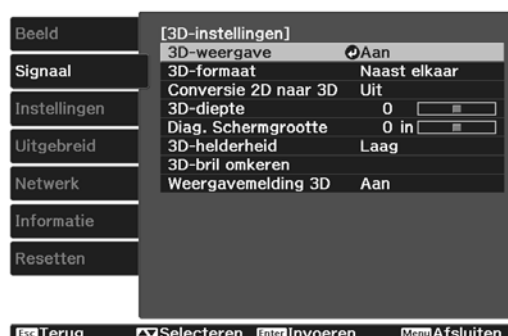 Beeld
Signaal
Instellingen
Uitgebreid
Netwerk
Informatie
Resetten
[3D-instellingen]
3D-weergave Aan
3D-formaat Naast elkaar
Conversie 2D naar 3D Uit
3D-diepte 0
Diag. Schermgrootte 0 in
3D-helderheid Laag
3D-bril omkeren
Weergavemelding 3D Aan
Esc Terug Selecteren Enter Invoeren Menu Afsluiten